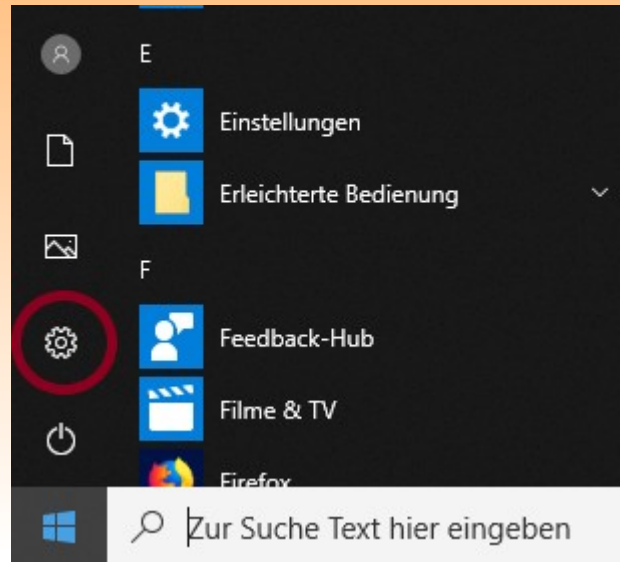 E
Einstellungen
Erleichterte Bedienung
F
Feedback-Hub
Filme & TV
Firefox
Zur Suche Text hier eingeben